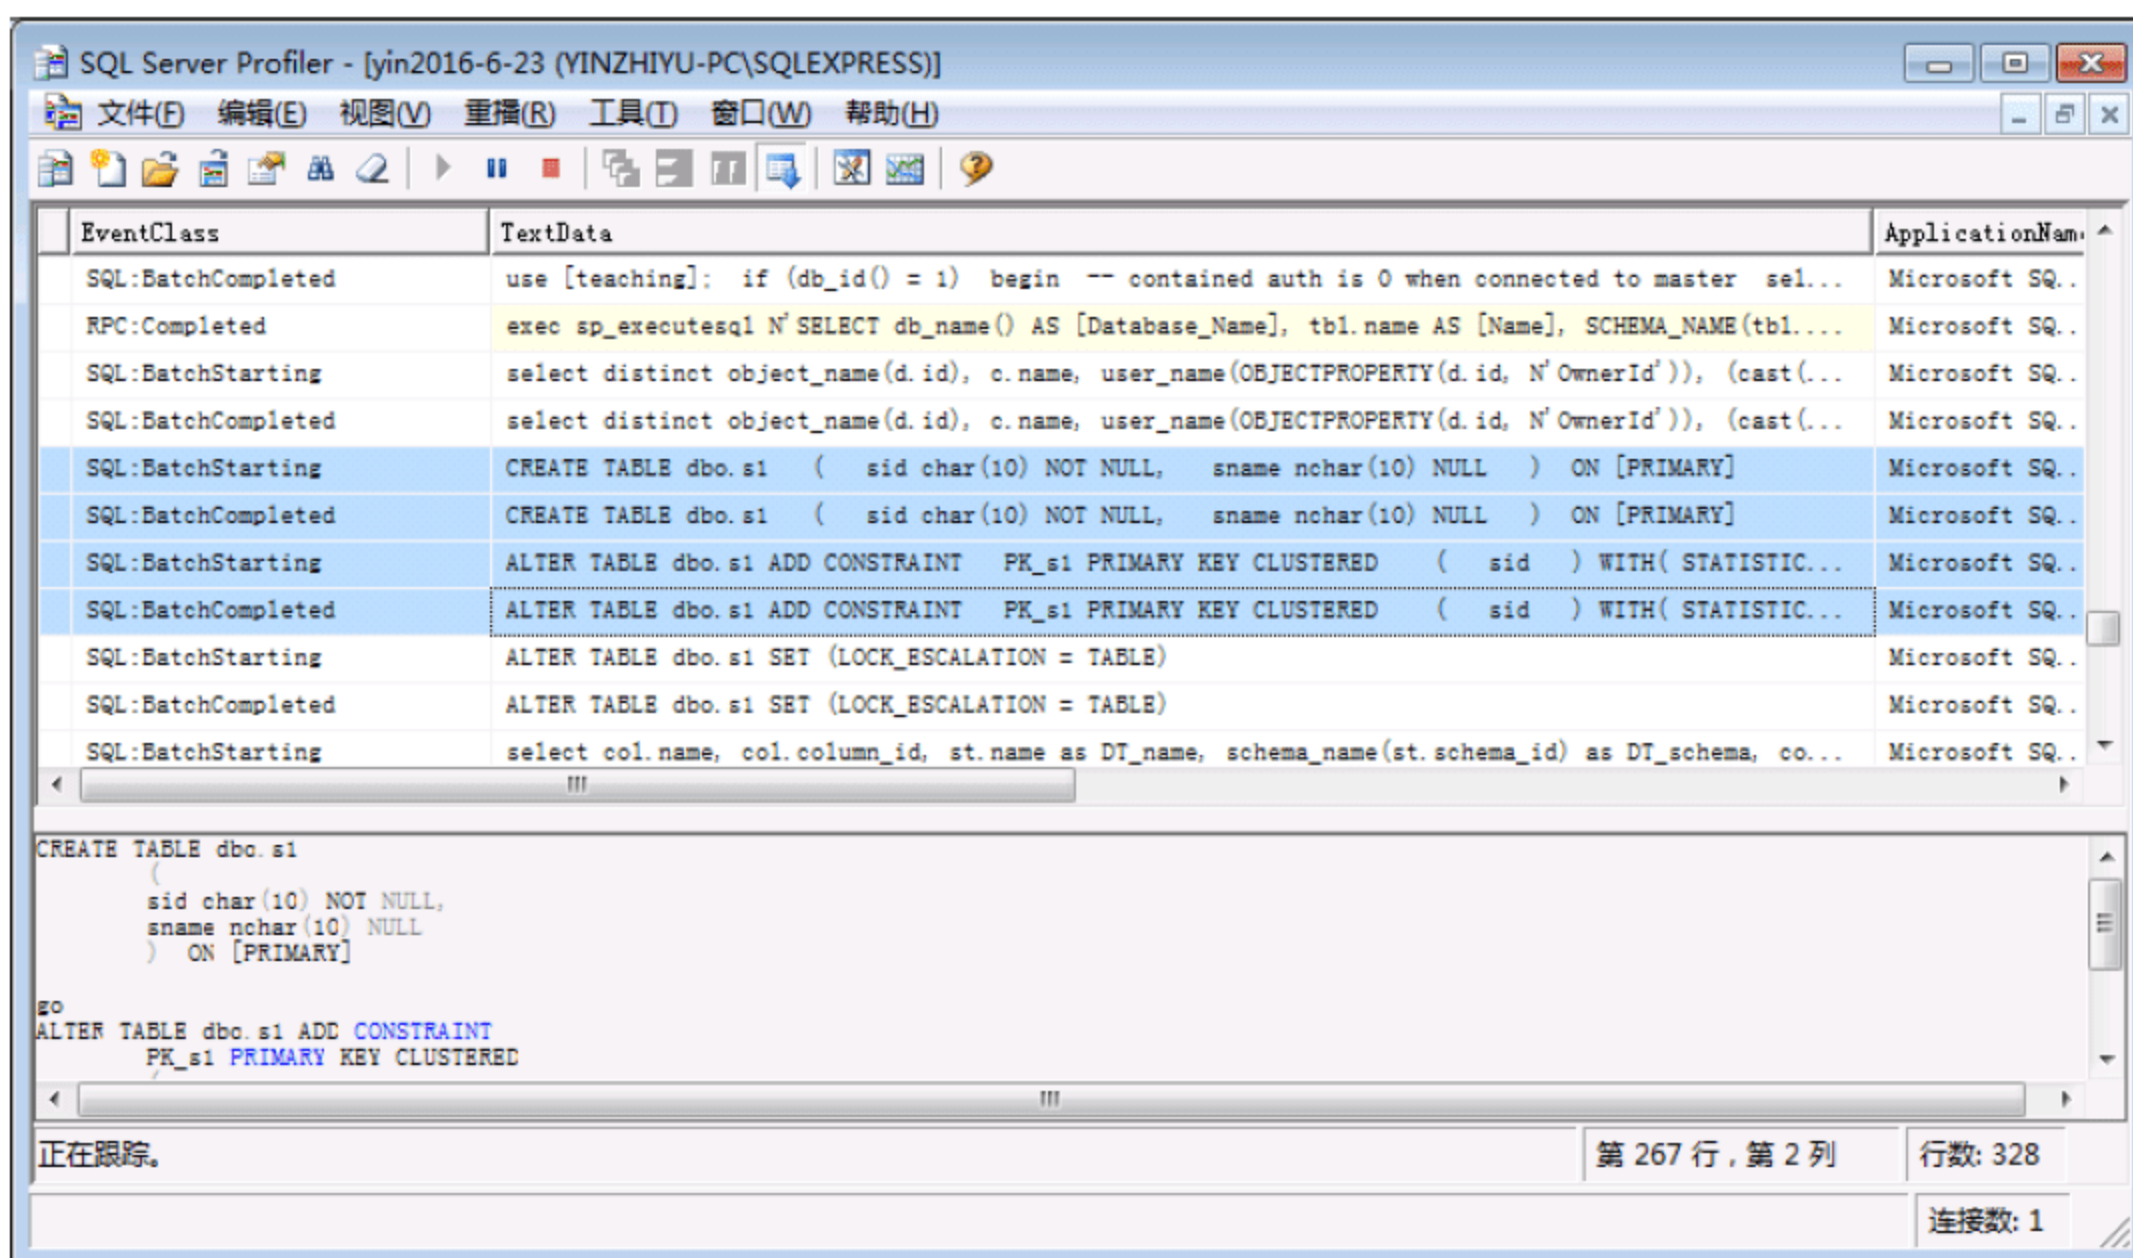 SQL Server Profiler - [yin2016-6-23 (YINZHIYU-PC\SQLEXPRESS)]
文件(F) 编辑(E) 视图(V) 重播(R) 工具(T) 窗口(W) 帮助(H)
EventClass TextData ApplicationNam
SQL:BatchCompleted use [teaching]; if (db_id() = 1) begin -- contained auth is 0 when connected to master sel... Microsoft SQ..
RPC:Completed exec sp_executesql N'SELECT db_name() AS [Database_Name], tbl.name AS [Name], SCHEMA_NAME(tbl.... Microsoft SQ..
SQL:BatchStarting select distinct object_name(d.id), c.name, user_name(OBJECTPROPERTY(d.id, N'OwnerId')), (cast(... Microsoft SQ..
SQL:BatchCompleted select distinct object_name(d.id), c.name, user_name(OBJECTPROPERTY(d.id, N'OwnerId')), (cast(... Microsoft SQ..
SQL:BatchStarting CREATE TABLE dbo.s1 ( sid char(10) NOT NULL, sname nchar(10) NULL ) ON [PRIMARY] Microsoft SQ..
SQL:BatchCompleted CREATE TABLE dbo.s1 ( sid char(10) NOT NULL, sname nchar(10) NULL ) ON [PRIMARY] Microsoft SQ..
SQL:BatchStarting ALTER TABLE dbo.s1 ADD CONSTRAINT PK_s1 PRIMARY KEY CLUSTERED ( sid ) WITH( STATISTIC... Microsoft SQ..
SQL:BatchCompleted ALTER TABLE dbo.s1 ADD CONSTRAINT PK_s1 PRIMARY KEY CLUSTERED ( sid ) WITH( STATISTIC... Microsoft SQ..
SQL:BatchStarting ALTER TABLE dbo.s1 SET (LOCK_ESCALATION = TABLE) Microsoft SQ..
SQL:BatchCompleted ALTER TABLE dbo.s1 SET (LOCK_ESCALATION = TABLE) Microsoft SQ..
SQL:BatchStarting select col.name, col.column_id, st.name as DT_name, schema_name(st.schema_id) as DT_schema, co... Microsoft SQ..
CREATE TABLE dbo.s1
(
sid char(10) NOT NULL,
sname nchar(10) NULL
) ON [PRIMARY]
go
ALTER TABLE dbo.s1 ADD CONSTRAINT
PK_s1 PRIMARY KEY CLUSTERED
正在跟踪。 第 267 行，第 2 列 行数: 328
连接数: 1